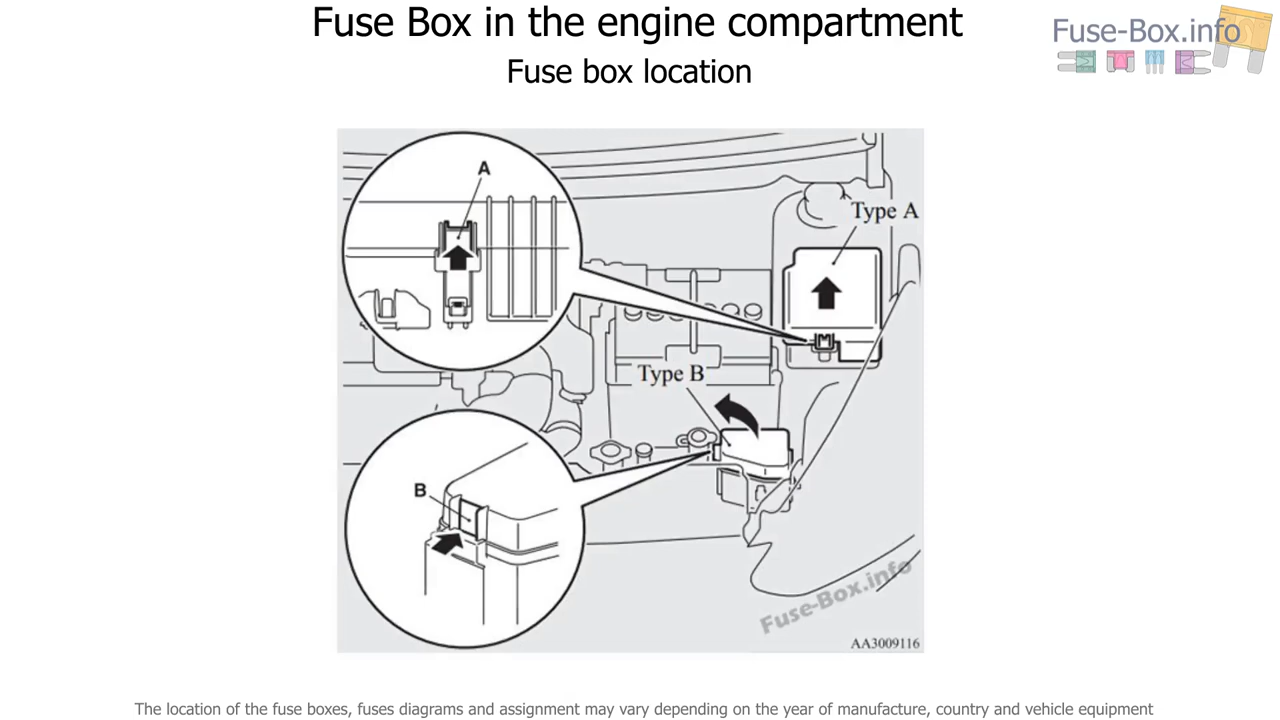 Fuse Box in the engine compartment
Fuse-Box.info
Fuse box location
A
Type A
Type B
B
Fuse-Box.info
AA3009116
The location of the fuse boxes, fuses diagrams and assignment may vary depending on the year of manufacture, country and vehicle equipment